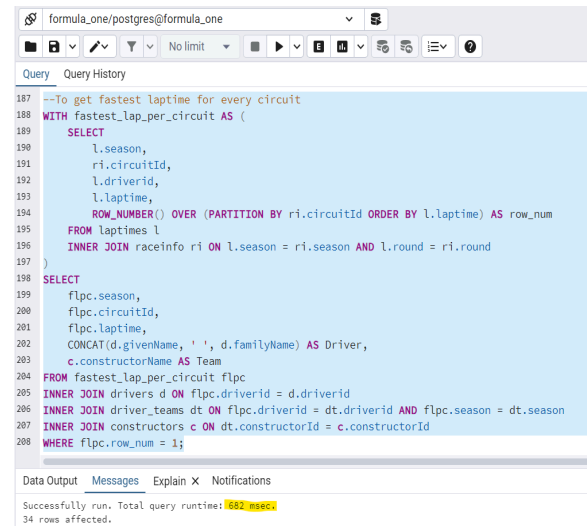 formula_one/postgres@formula_one
No limit
E
Query Query History
187 --To get fastest laptime for every circuit
188 WITH fastest_lap_per_circuit AS (
189     SELECT
190         l.season,
191         ri.circuitId,
192         l.driverid,
193         l.laptime,
194         ROW_NUMBER() OVER (PARTITION BY ri.circuitId ORDER BY l.laptime) AS row_num
195     FROM laptimes l
196     INNER JOIN raceinfo ri ON l.season = ri.season AND l.round = ri.round
197 )
198 SELECT
199     flpc.season,
200     flpc.circuitId,
201     flpc.laptime,
202     CONCAT(d.givenName, ' ', d.familyName) AS Driver,
203     c.constructorName AS Team
204 FROM fastest_lap_per_circuit flpc
205 INNER JOIN drivers d ON flpc.driverid = d.driverid
206 INNER JOIN driver_teams dt ON flpc.driverid = dt.driverid AND flpc.season = dt.season
207 INNER JOIN constructors c ON dt.constructorId = c.constructorId
208 WHERE flpc.row_num = 1;
Data Output Messages Explain X Notifications
Successfully run. Total query runtime: 682 msec.
34 rows affected.